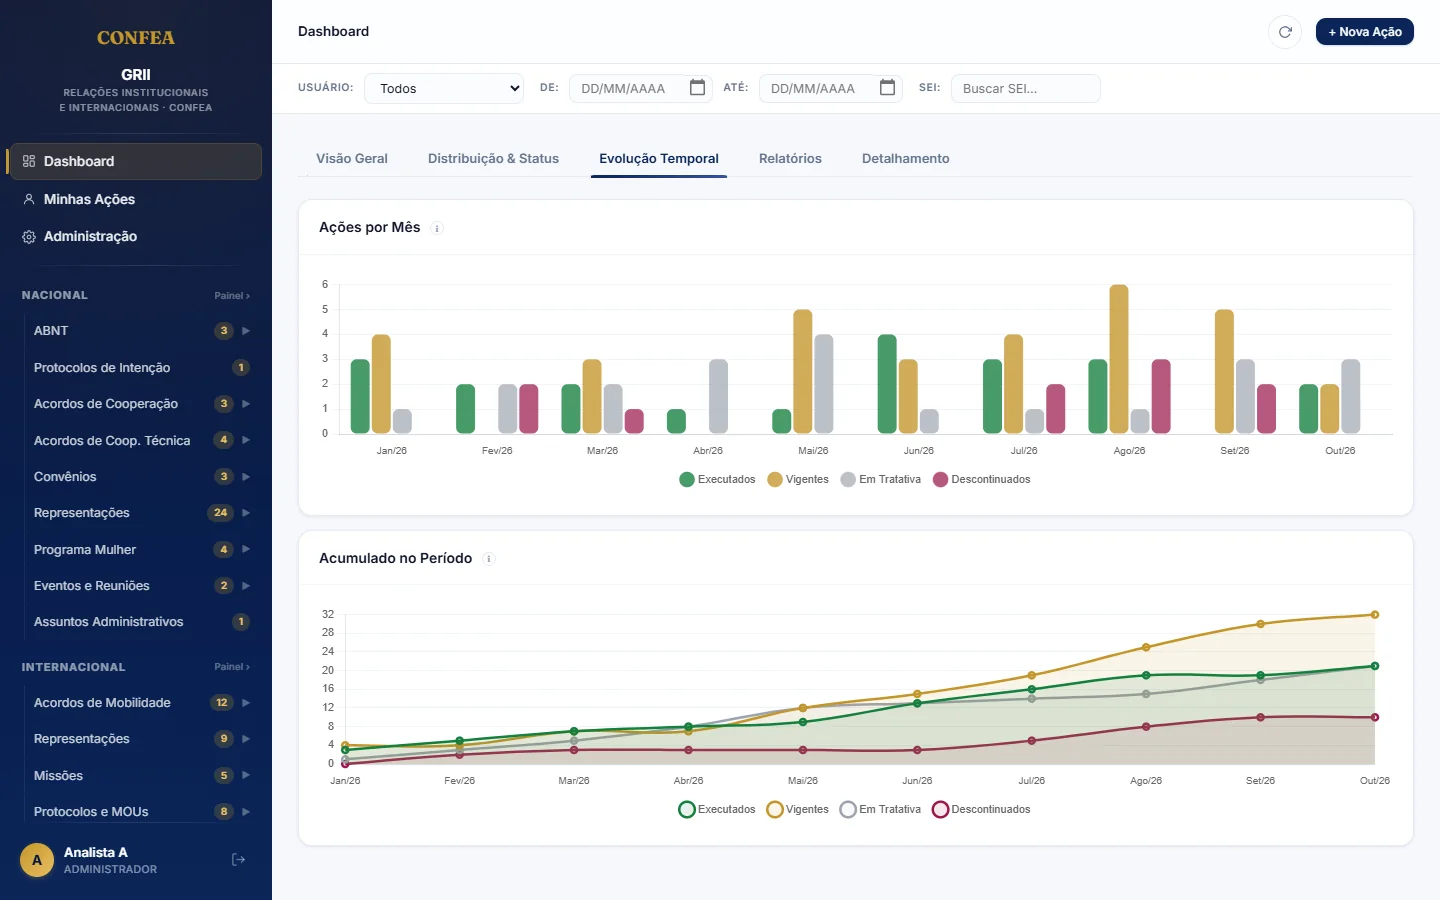 CONFEA
GRII
RELAÇÕES INSTITUCIONAIS
E INTERNACIONAIS · CONFEA
Dashboard
Minhas Ações
Administração
NACIONAL Painel ›
ABNT 3 ▶
Protocolos de Intenção 1
Acordos de Cooperação 3 ▶
Acordos de Coop. Técnica 4 ▶
Convênios 3 ▶
Representações 24 ▶
Programa Mulher 4 ▶
Eventos e Reuniões 2 ▶
Assuntos Administrativos 1
INTERNACIONAL Painel ›
Acordos de Mobilidade 12 ▶
Representações 9 ▶
Missões 5 ▶
Protocolos e MOUs 8 ▶
A
Analista A
ADMINISTRADOR
Dashboard
+ Nova Ação
USUÁRIO: Todos DE: DD/MM/AAAA ATÉ: DD/MM/AAAA SEI: Buscar SEI...
Visão Geral Distribuição & Status Evolução Temporal Relatórios Detalhamento
Ações por Mês i
6
5
4
3
2
1
0
Jan/26 Fev/26 Mar/26 Abr/26 Mai/26 Jun/26 Jul/26 Ago/26 Set/26 Out/26
Executados Vigentes Em Tratativa Descontinuados
Acumulado no Período i
32
28
24
20
16
12
8
4
0
Jan/26 Fev/26 Mar/26 Abr/26 Mai/26 Jun/26 Jul/26 Ago/26 Set/26 Out/26
Executados Vigentes Em Tratativa Descontinuados